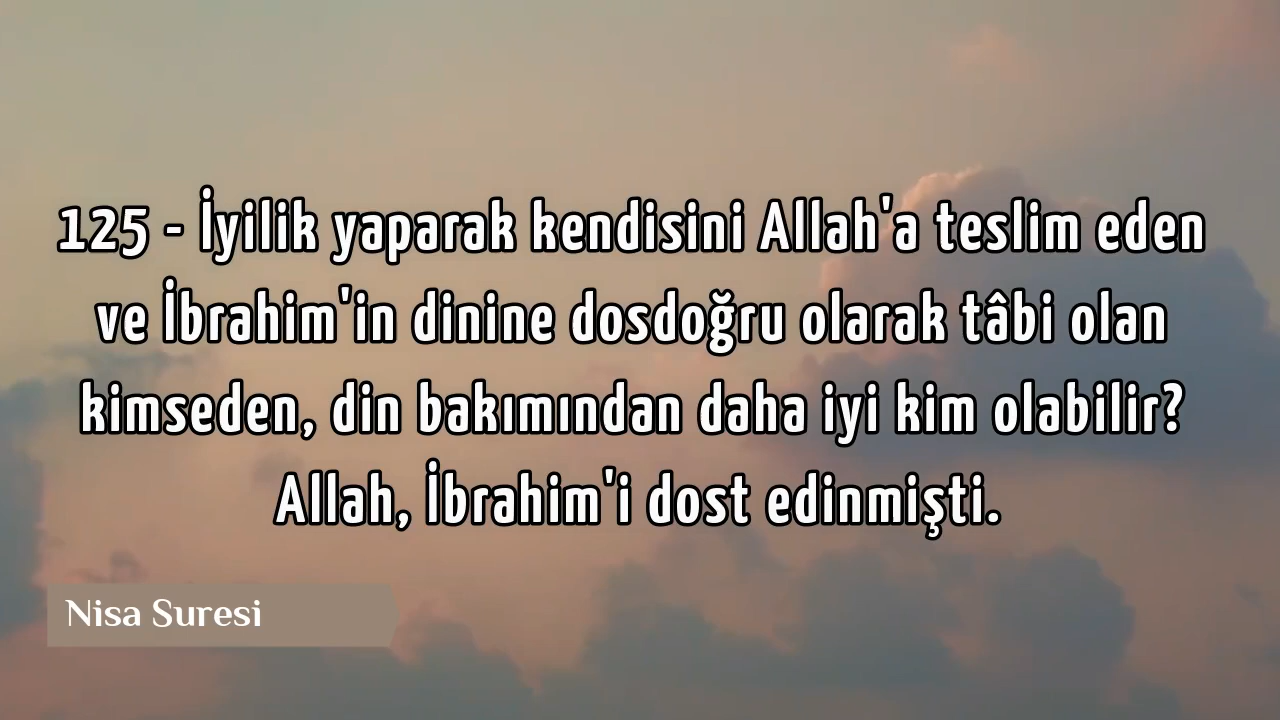 125 - İyilik yaparak kendisini Allah'a teslim eden
ve İbrahim'in dinine dosdoğru olarak tâbi olan
kimseden, din bakımından daha iyi kim olabilir?
Allah, İbrahim'i dost edinmişti.
Nisa Suresi